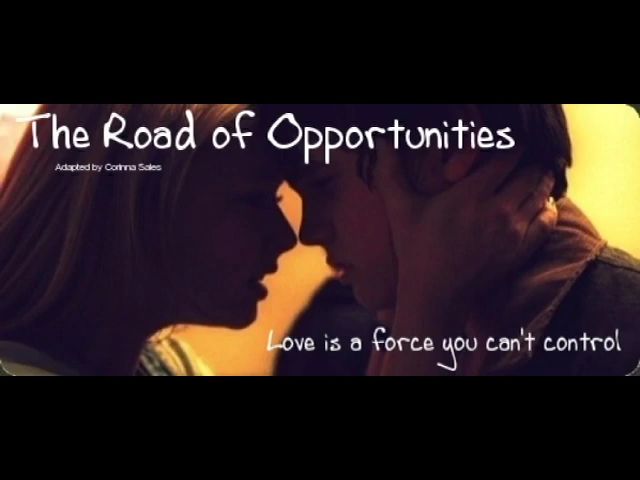 The Road of Opportunities
Adapted by Corinna Sales
Love is a force you can't control